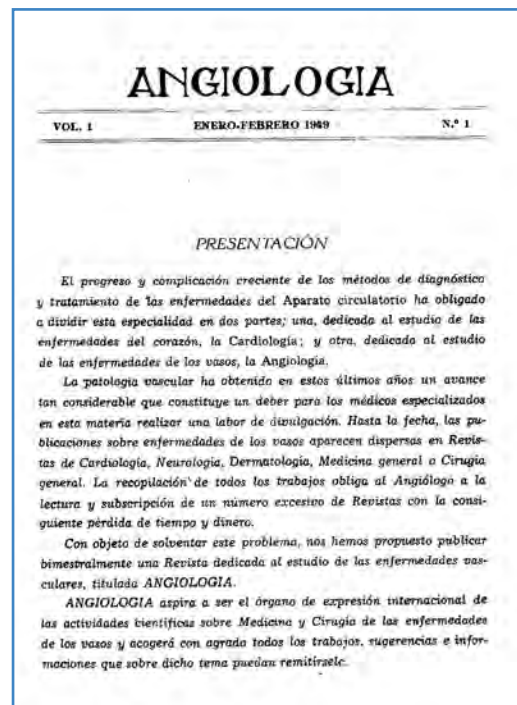 ANGIOLOGIA
VOL. 1 ENERO-FEBRERO 1949 N.º 1
PRESENTACIÓN
El progreso y complicación creciente de los métodos de diagnóstico
y tratamiento de las enfermedades del Aparato circulatorio ha obligado
a dividir esta especialidad en dos partes; una, dedicada al estudio de las
enfermedades del corazón, la Cardiología; y otra, dedicada al estudio
de las enfermedades de los vasos, la Angiología.
La patología vascular ha obtenido en estos últimos años un avance
tan considerable que constituye un deber para los médicos especializados
en esta materia realizar una labor de divulgación. Hasta la fecha, las pu-
blicaciones sobre enfermedades de los vasos aparecen dispersas en Revis-
tas de Cardiología, Neurología, Dermatología, Medicina general o Cirugía
general. La recopilación de todos los trabajos obliga al Angiólogo a la
lectura y subscripción de un número excesivo de Revistas con la consi-
guiente pérdida de tiempo y dinero.
Con objeto de solventar este problema, nos hemos propuesto publicar
bimestralmente una Revista dedicada al estudio de las enfermedades vas-
culares, titulada ANGIOLOGIA.
ANGIOLOGIA aspira a ser el órgano de expresión internacional de
las actividades científicas sobre Medicina y Cirugía de las enfermedades
de los vasos y acogerá con agrado todos los trabajos, sugerencias e infor-
maciones que sobre dicho tema puedan remitírsele.